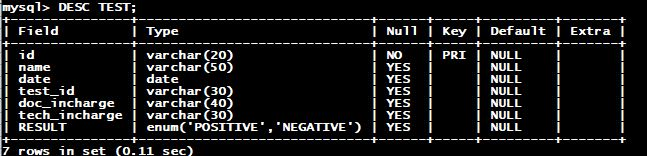 mysql> DESC TEST;
+---------------+-----------------------------+------+-----+---------+-------+
| Field         | Type                        | Null | Key | Default | Extra |
+---------------+-----------------------------+------+-----+---------+-------+
| id            | varchar(20)                 | NO   | PRI | NULL    |       |
| name          | varchar(50)                 | YES  |     | NULL    |       |
| date          | date                        | YES  |     | NULL    |       |
| test_id       | varchar(30)                 | YES  |     | NULL    |       |
| doc_incharge  | varchar(40)                 | YES  |     | NULL    |       |
| tech_incharge | varchar(30)                 | YES  |     | NULL    |       |
| RESULT        | enum('POSITIVE','NEGATIVE') | YES  |     | NULL    |       |
+---------------+-----------------------------+------+-----+---------+-------+
7 rows in set (0.11 sec)